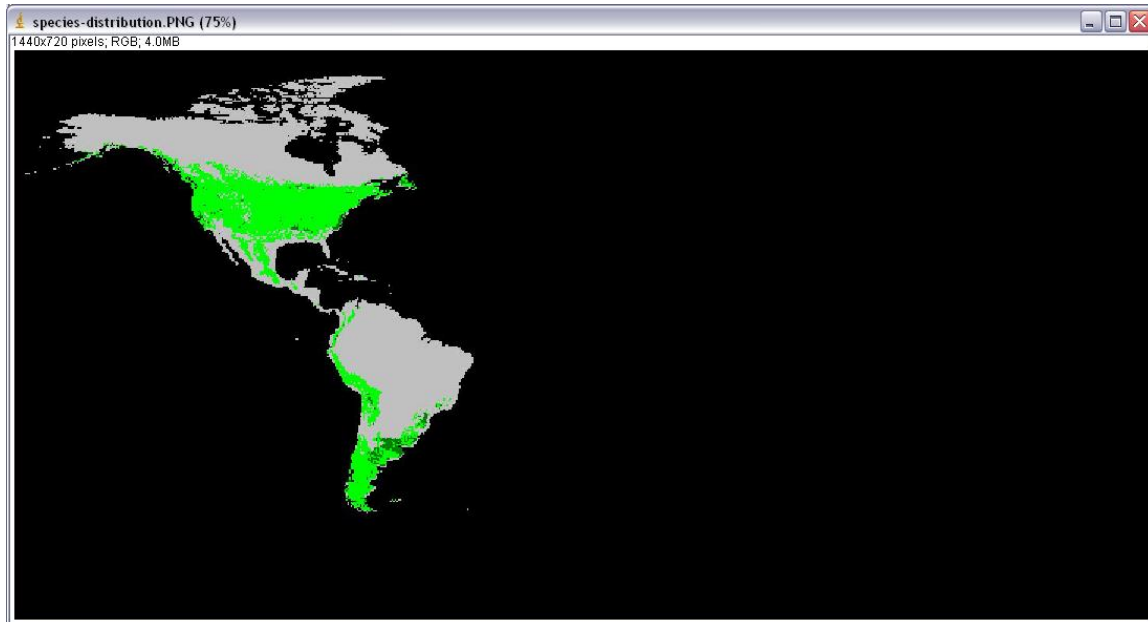 species-distribution.PNG (75%)
1440x720 pixels; RGB; 4.0MB